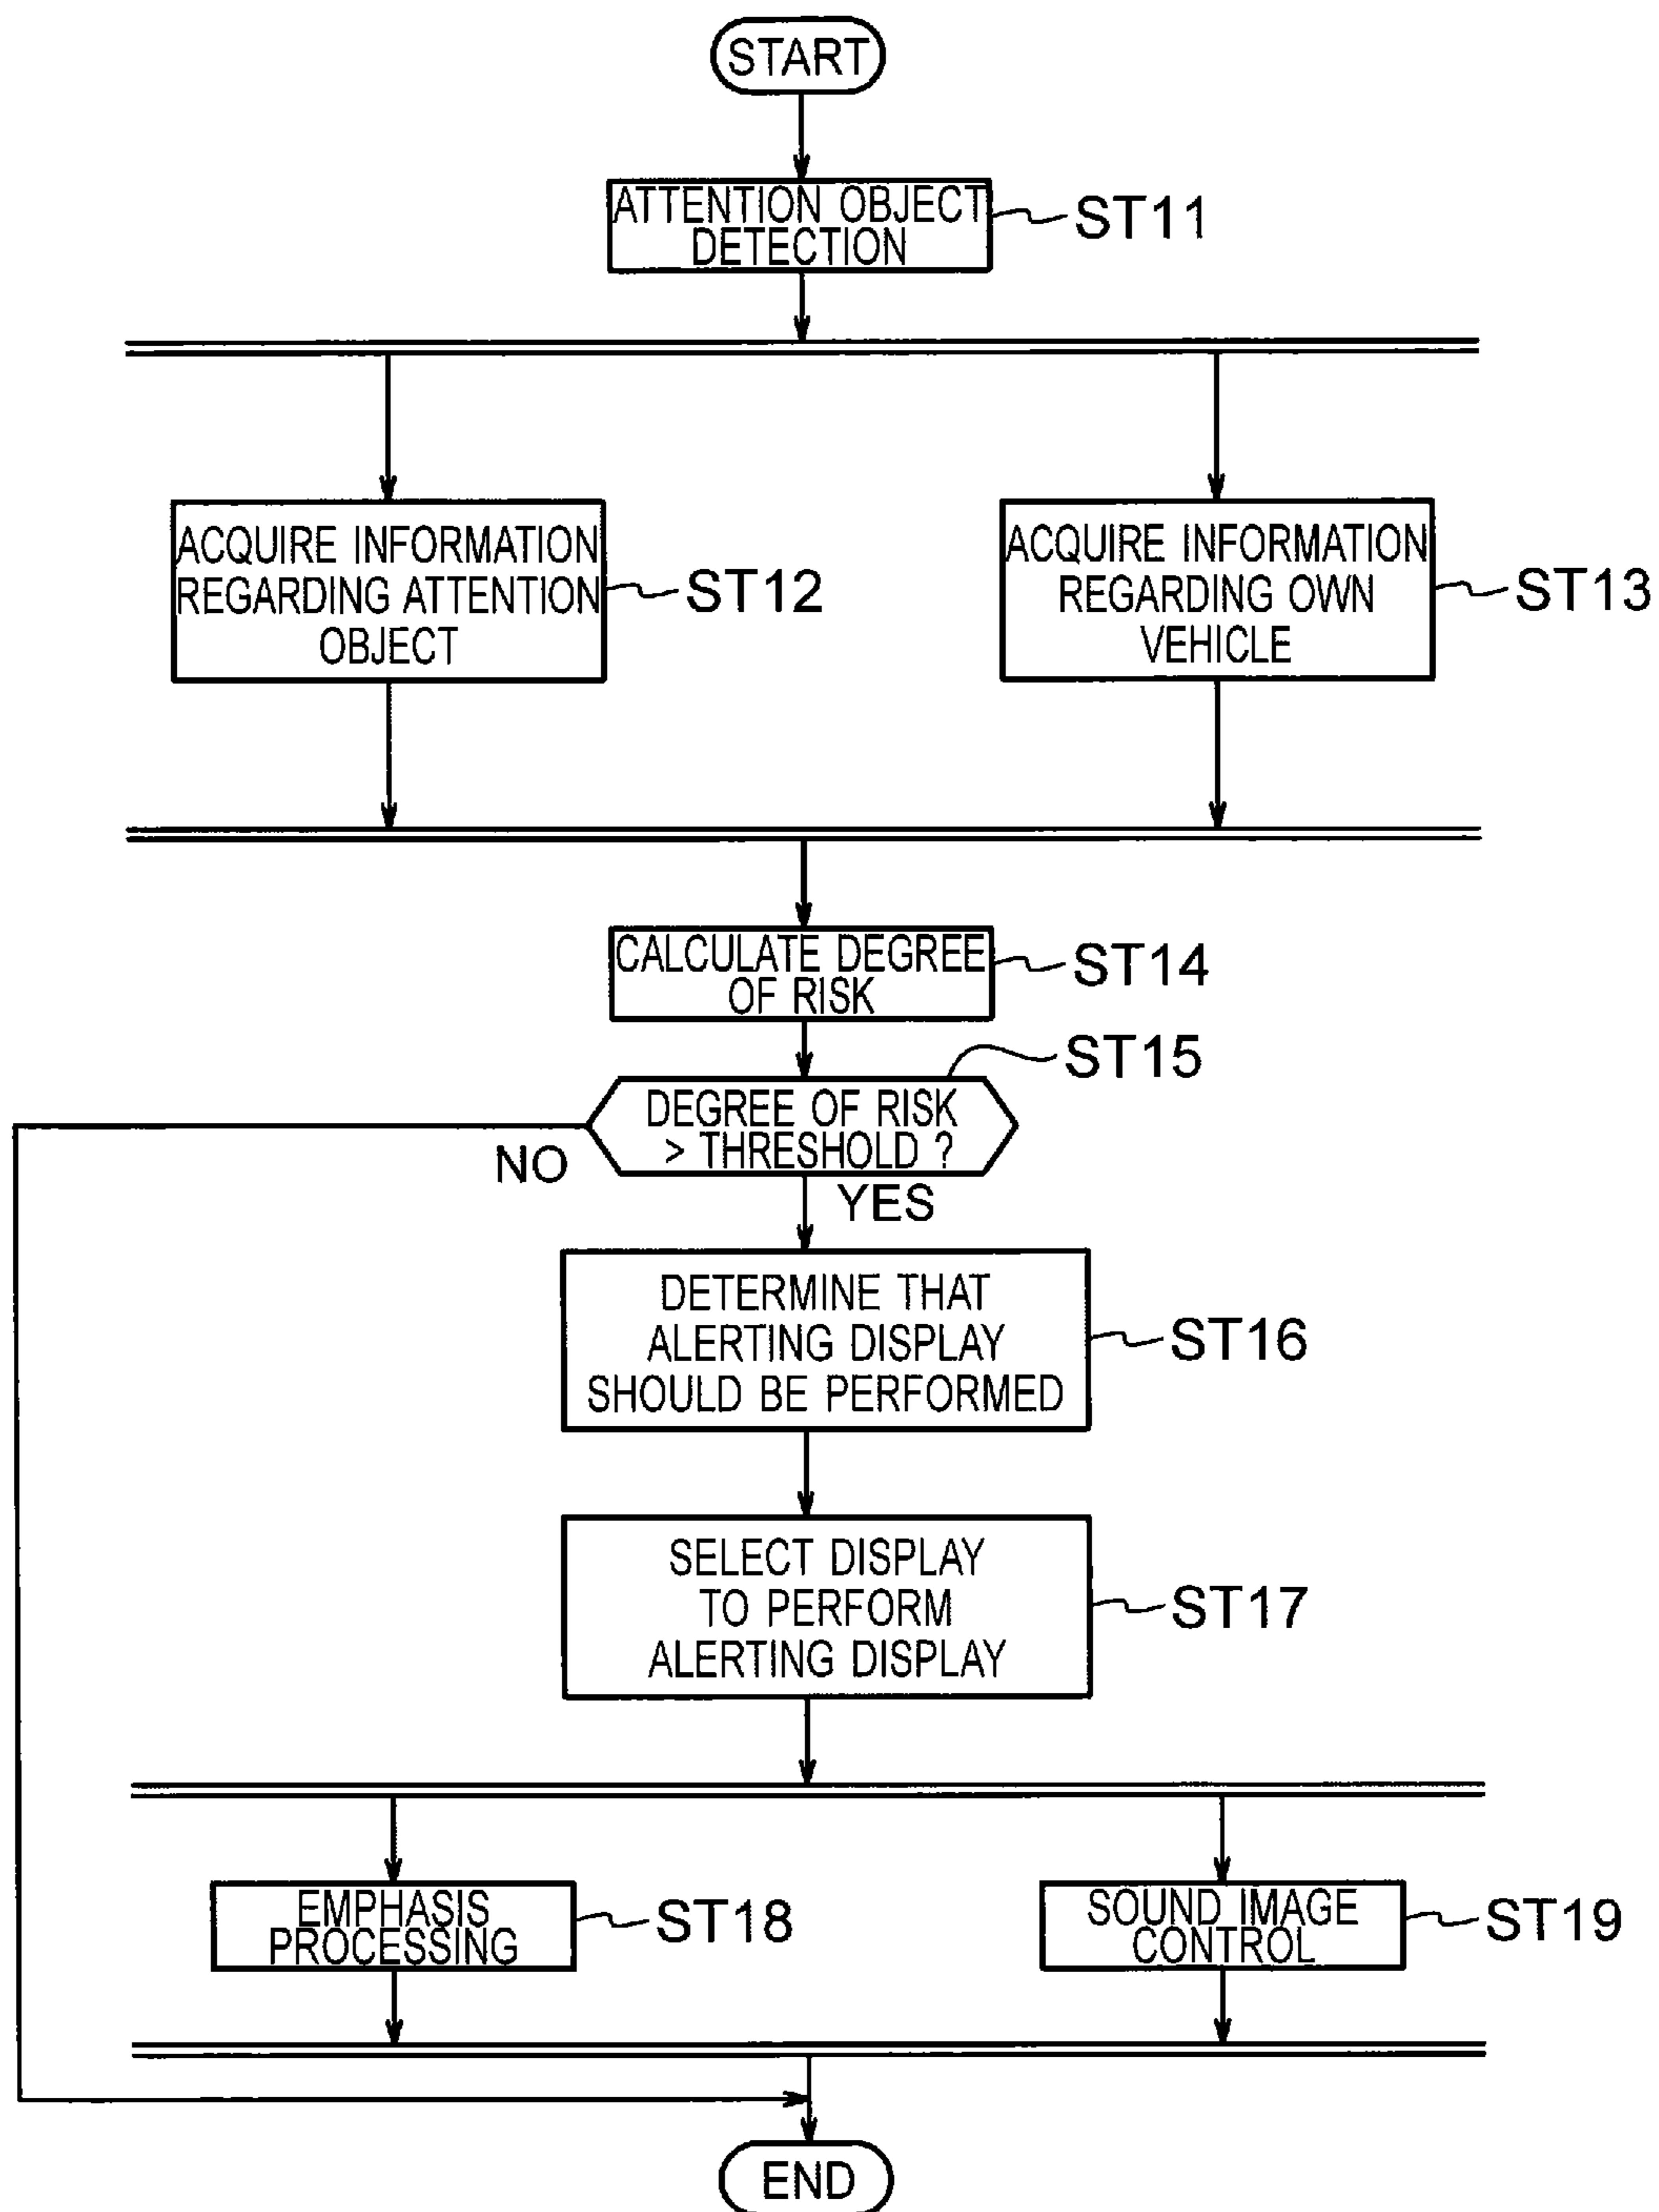 START
ATTENTION OBJECT
DETECTION
ST11
ACQUIRE INFORMATION
REGARDING ATTENTION
OBJECT
ST12
ACQUIRE INFORMATION
REGARDING OWN
VEHICLE
ST13
CALCULATE DEGREE
OF RISK
ST14
ST15
DEGREE OF RISK
> THRESHOLD ?
NO
YES
DETERMINE THAT
ALERTING DISPLAY
SHOULD BE PERFORMED
ST16
SELECT DISPLAY
TO PERFORM
ALERTING DISPLAY
ST17
EMPHASIS
PROCESSING
ST18
SOUND IMAGE
CONTROL
ST19
END